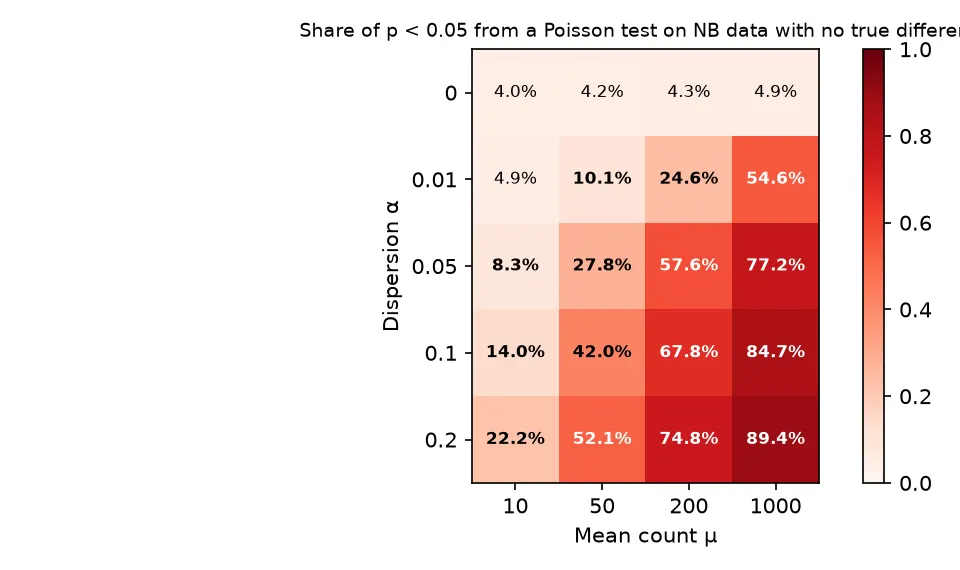 Share of p < 0.05 from a Poisson test on NB data with no true
1.0
0 4.0% 4.2% 4.3% 4.9%
0.8
0.01 4.9% 10.1% 24.6% 54.6%
0.6
Dispersion α
0.05 8.3% 27.8% 57.6% 77.2%
0.4
0.1 14.0% 42.0% 67.8% 84.7%
0.2
0.2 22.2% 52.1% 74.8% 89.4%
0.0
10 50 200 1000
Mean count μ